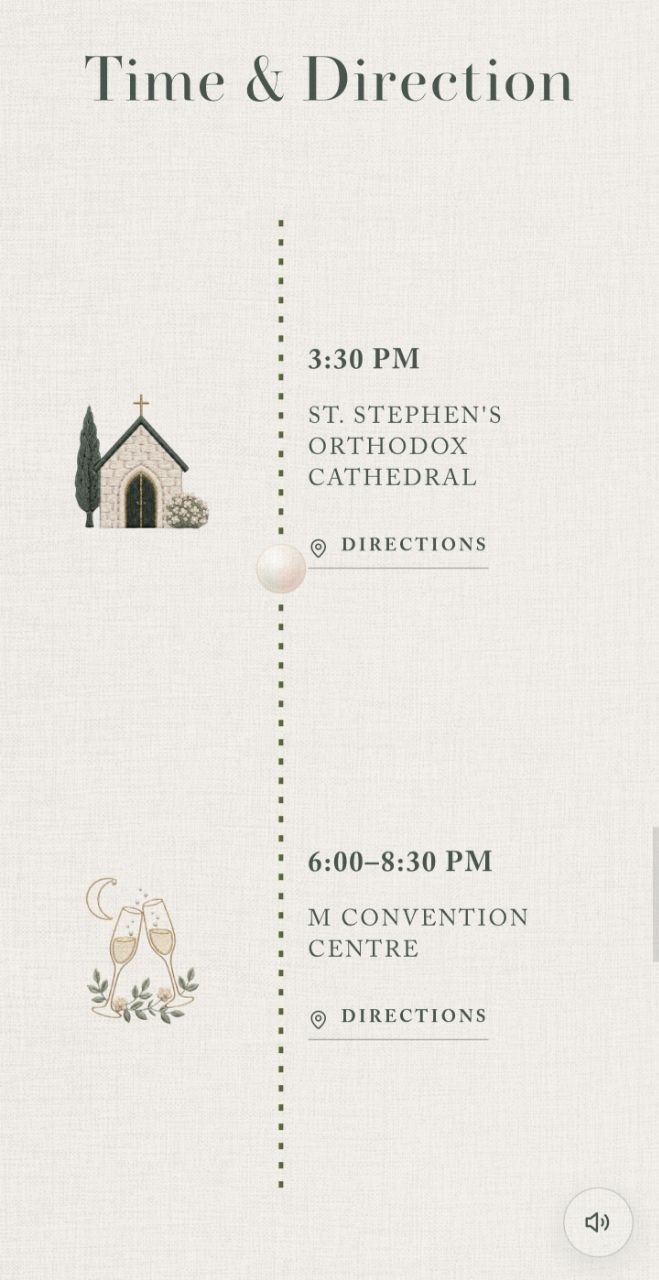 Time & Direction
3:30 PM
ST. STEPHEN'S
ORTHODOX
CATHEDRAL
DIRECTIONS
6:00–8:30 PM
M CONVENTION
CENTRE
DIRECTIONS